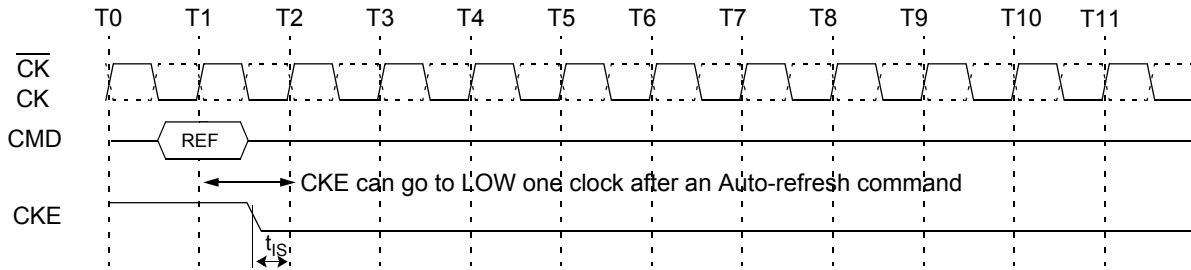 T0 T1 T2 T3 T4 T5 T6 T7 T8 T9 T10 T11
CK
CK
CMD REF
CKE can go to LOW one clock after an Auto-refresh command
CKE
tIS